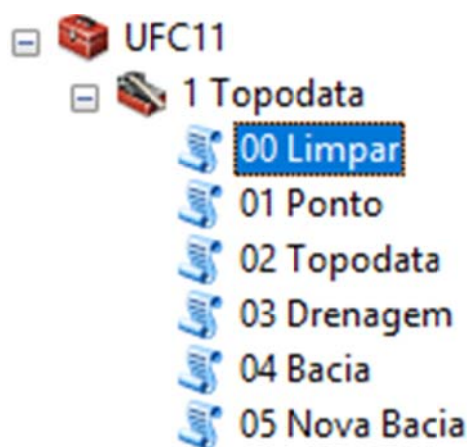 UFC11
1 Topodata
00 Limpar
01 Ponto
02 Topodata
03 Drenagem
04 Bacia
05 Nova Bacia